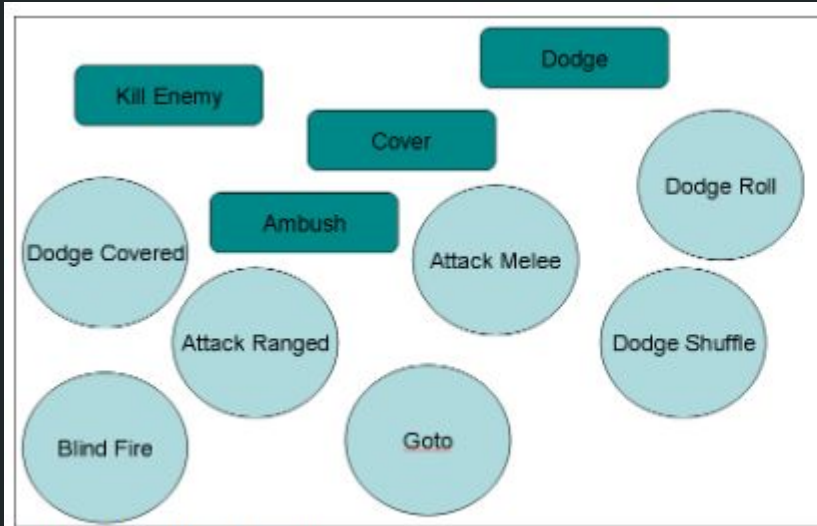 Dodge
Kill Enemy
Cover
Dodge Roll
Ambush
Dodge Covered
Attack Melee
Attack Ranged
Dodge Shuffle
Blind Fire
Goto